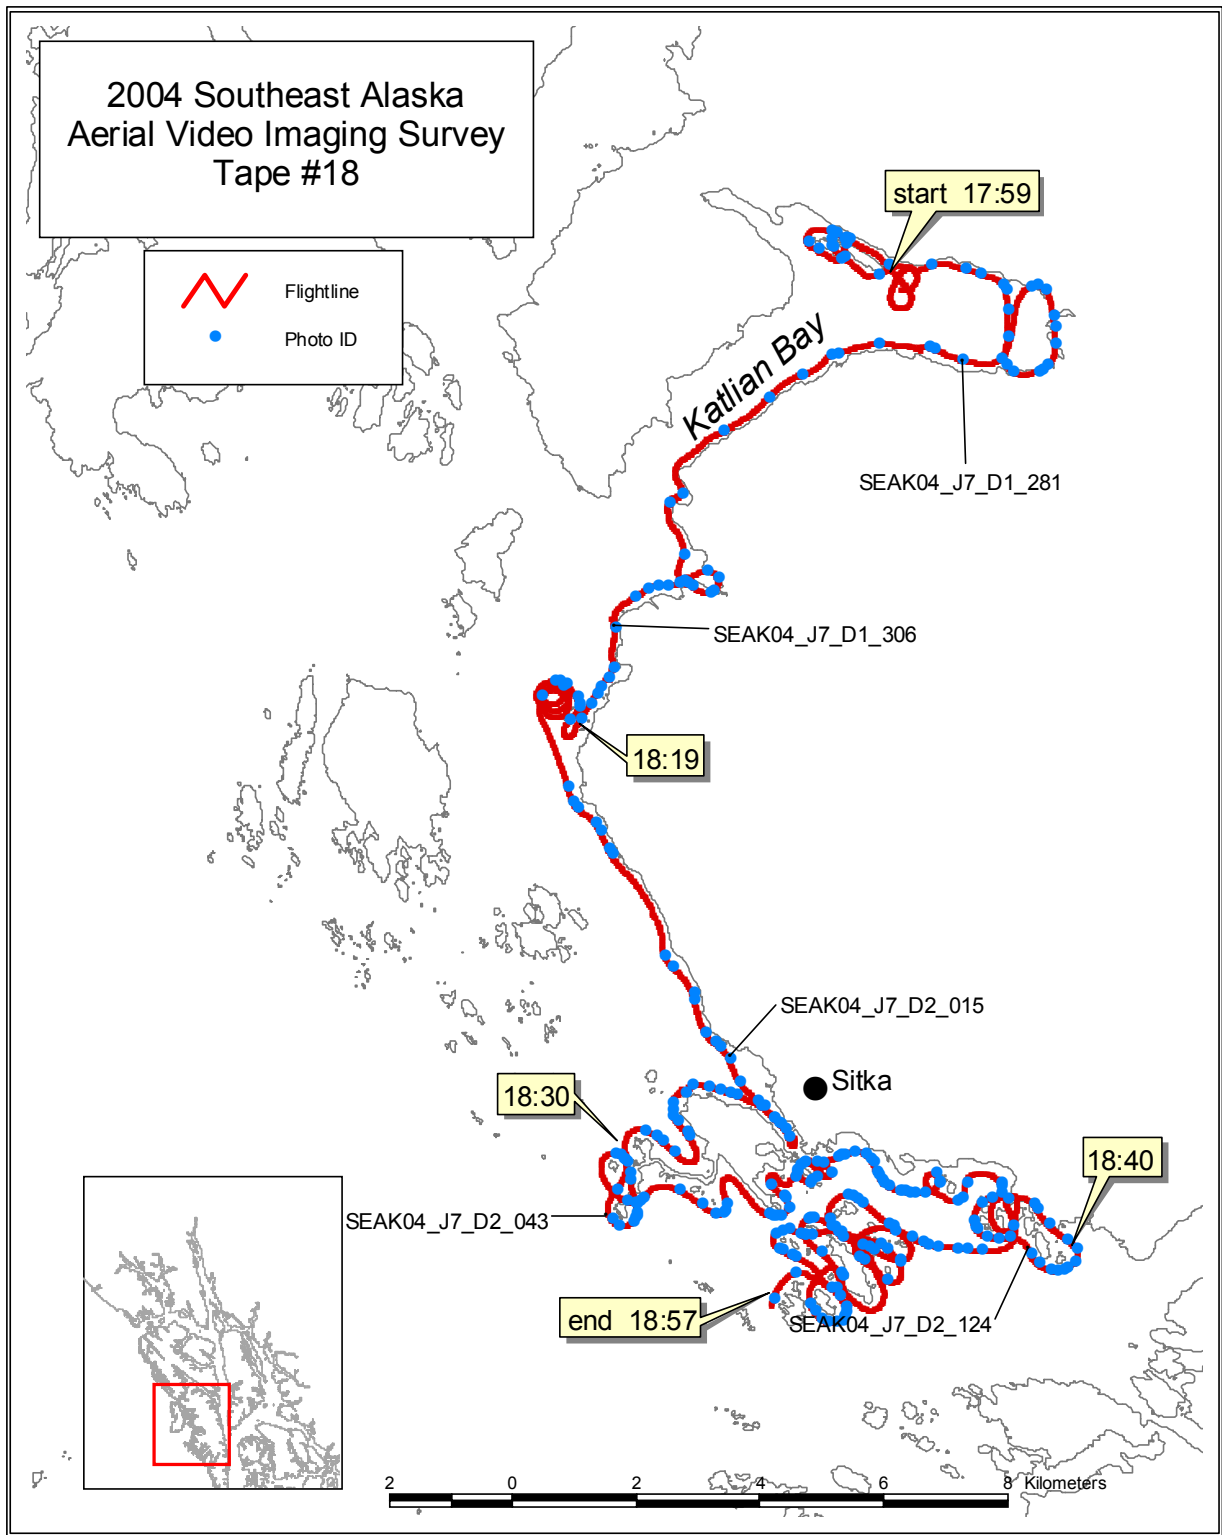 2004 Southeast Alaska
Aerial Video Imaging Survey
Tape #18
Flightline
Photo ID
start 17:59
Katlian Bay
SEAK04_J7_D1_281
SEAK04_J7_D1_306
18:19
SEAK04_J7_D2_015
Sitka
18:30
18:40
SEAK04_J7_D2_043
end 18:57
SEAK04_J7_D2_124
2 0 2 4 6 8 Kilometers